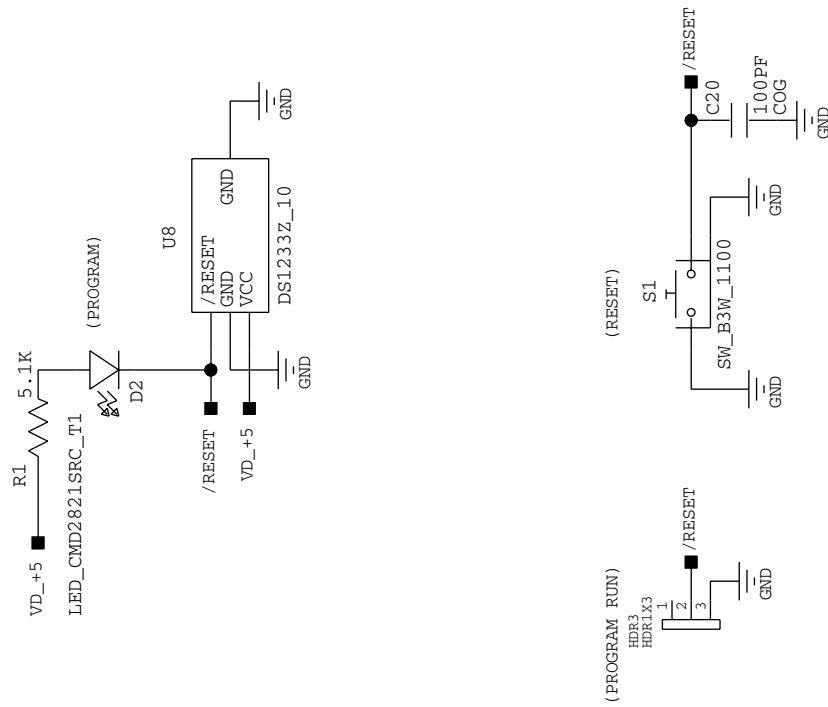 VD_+5
R1
5.1K
LED_CMD2821SRC_T1
D2
(PROGRAM)
/RESET
VD_+5
U8
/RESET
GND
VCC
GND
DS1233Z_10
GND
GND
(PROGRAM RUN)
HDR3
HDR1X3
1
2
3
/RESET
GND
(RESET)
S1
SW_B3W_1100
GND
GND
/RESET
C20
100PF
COG
GND